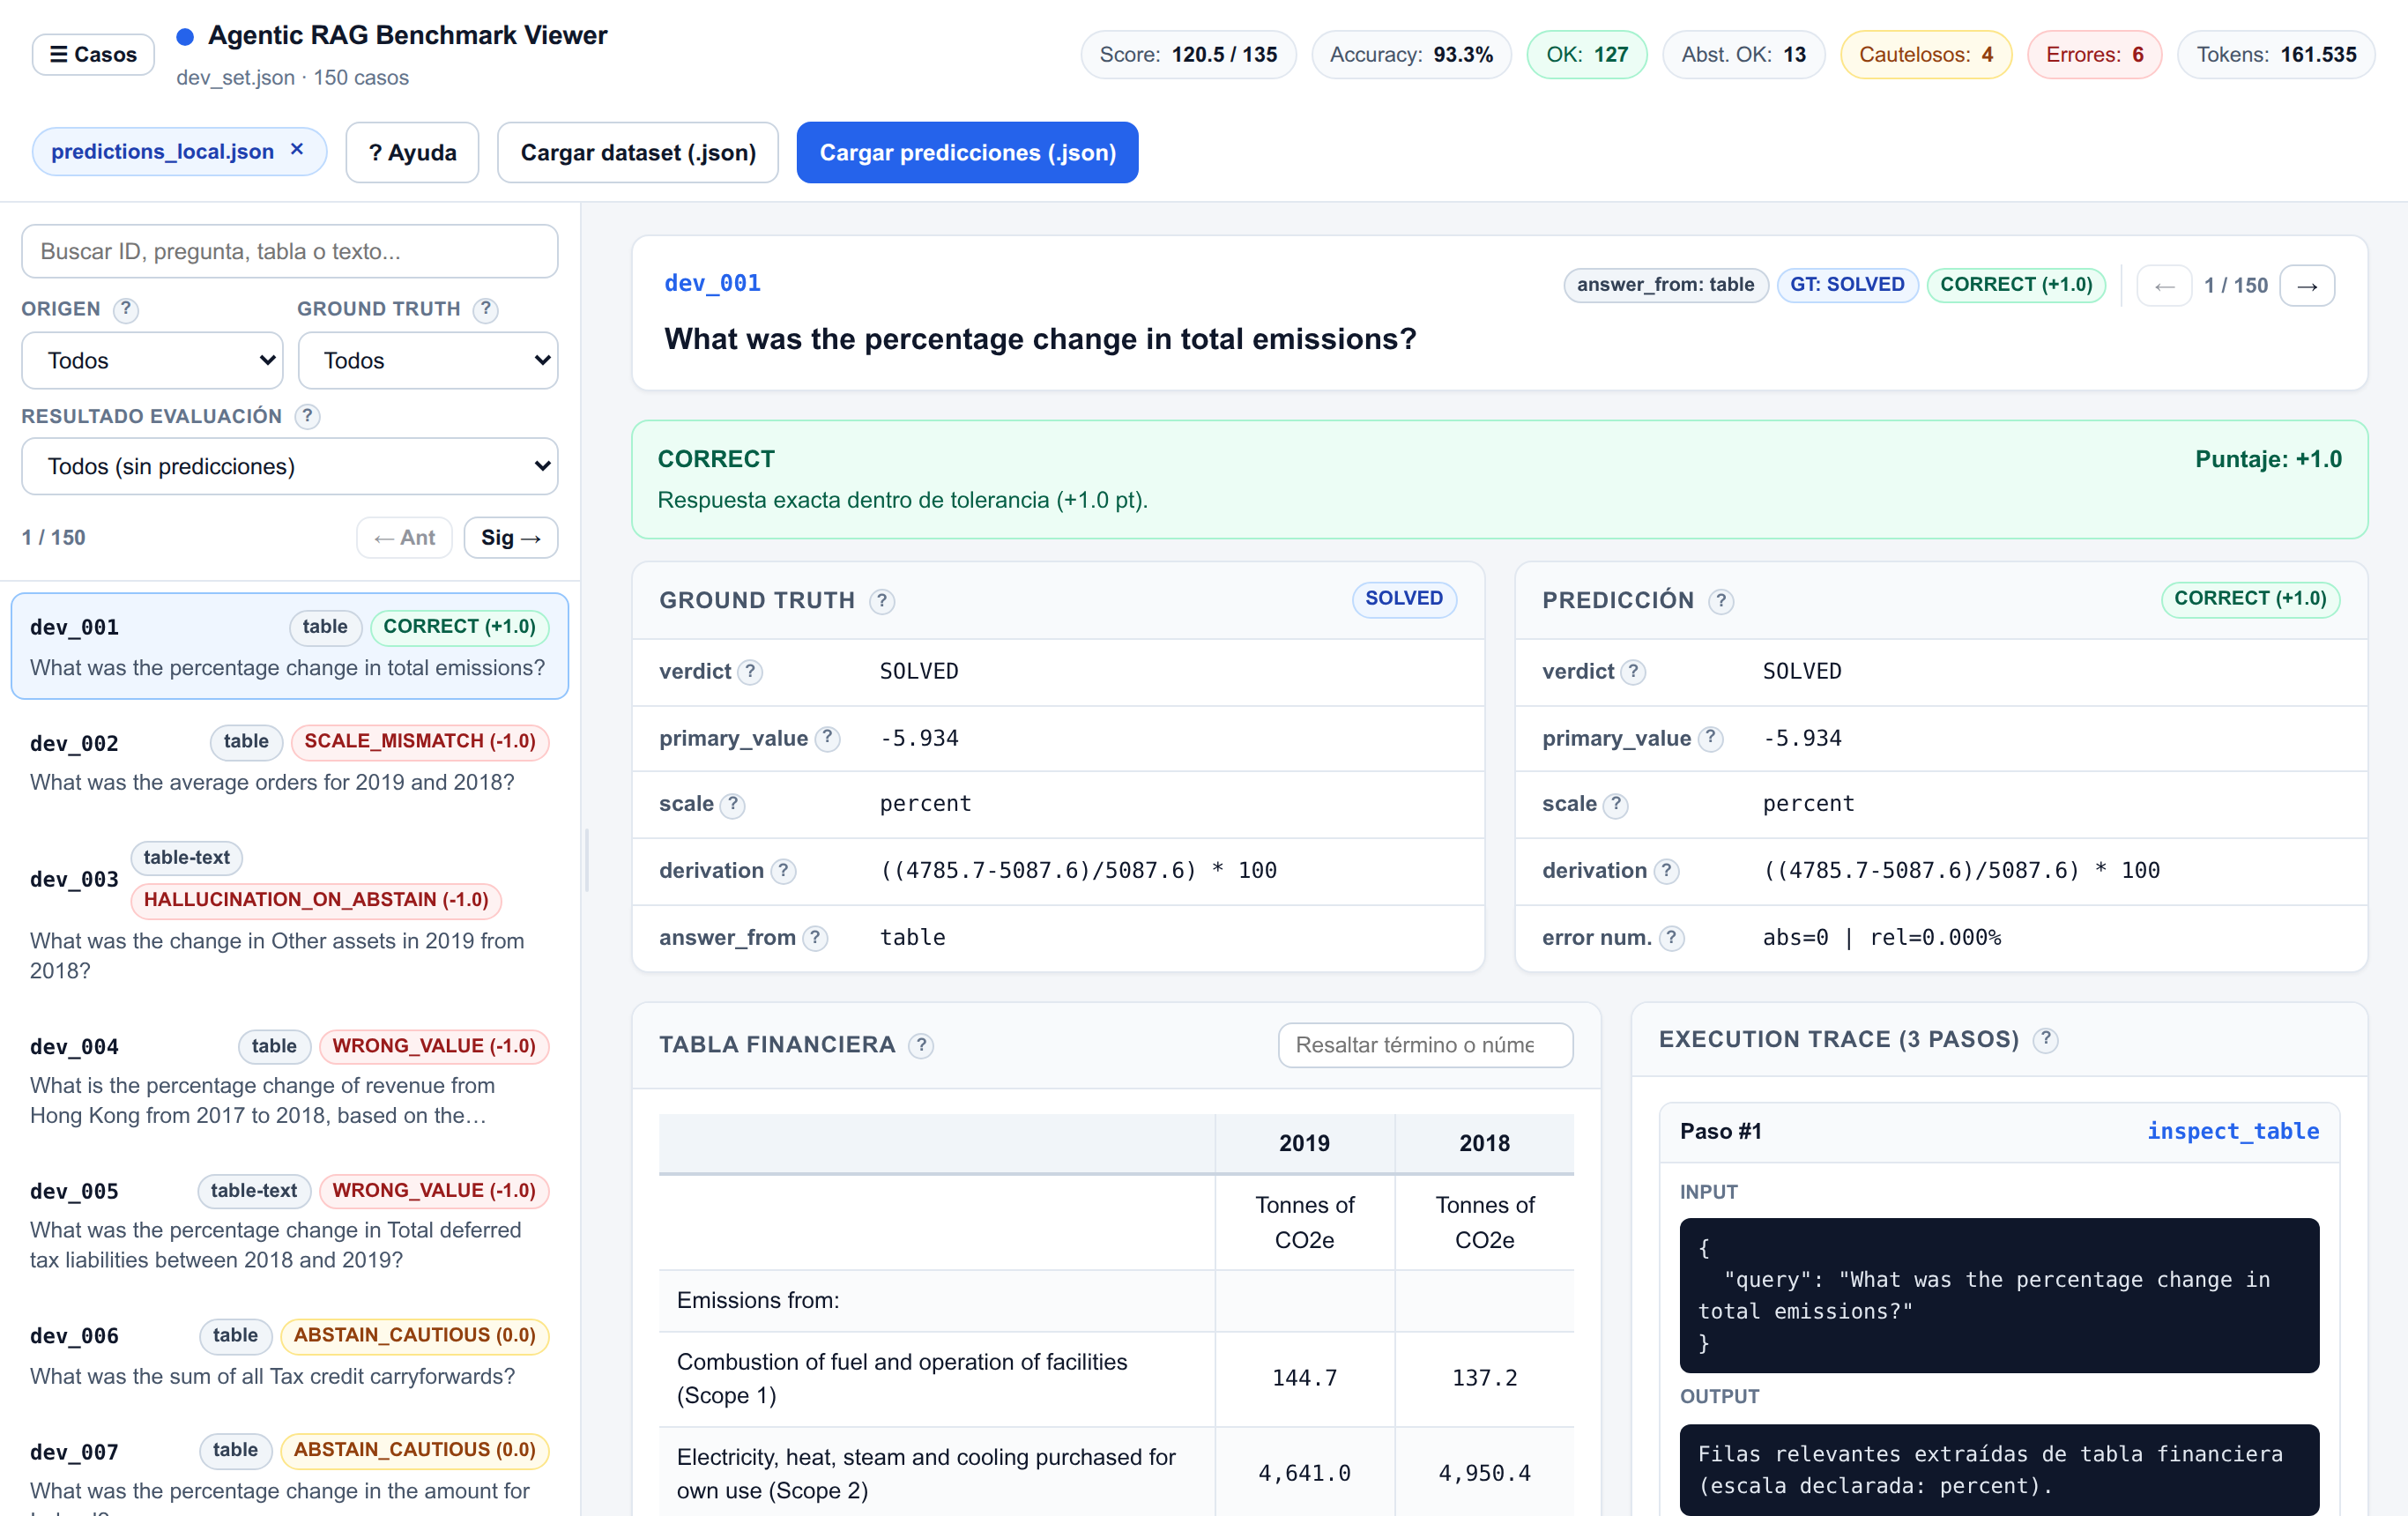 ☰ Casos
Agentic RAG Benchmark Viewer
dev_set.json · 150 casos
Score: 120.5 / 135
Accuracy: 93.3%
OK: 127
Abst. OK: 13
Cautelosos: 4
Errores: 6
Tokens: 161.535
predictions_local.json ×
? Ayuda
Cargar dataset (.json)
Cargar predicciones (.json)
Buscar ID, pregunta, tabla o texto...
ORIGEN ?
GROUND TRUTH ?
Todos
Todos
RESULTADO EVALUACIÓN ?
Todos (sin predicciones)
1 / 150
← Ant
Sig →
dev_001 table CORRECT (+1.0)
What was the percentage change in total emissions?
dev_002 table SCALE_MISMATCH (-1.0)
What was the average orders for 2019 and 2018?
dev_003 table-text
HALLUCINATION_ON_ABSTAIN (-1.0)
What was the change in Other assets in 2019 from
2018?
dev_004 table WRONG_VALUE (-1.0)
What is the percentage change of revenue from
Hong Kong from 2017 to 2018, based on the…
dev_005 table-text WRONG_VALUE (-1.0)
What was the percentage change in Total deferred
tax liabilities between 2018 and 2019?
dev_006 table ABSTAIN_CAUTIOUS (0.0)
What was the sum of all Tax credit carryforwards?
dev_007 table ABSTAIN_CAUTIOUS (0.0)
What was the percentage change in the amount for
dev_001
answer_from: table
GT: SOLVED
CORRECT (+1.0)
←
1 / 150
→
What was the percentage change in total emissions?
CORRECT
Puntaje: +1.0
Respuesta exacta dentro de tolerancia (+1.0 pt).
GROUND TRUTH ?
SOLVED
verdict ? SOLVED
primary_value ? -5.934
scale ? percent
derivation ? ((4785.7-5087.6)/5087.6) * 100
answer_from ? table
PREDICCIÓN ?
CORRECT (+1.0)
verdict ? SOLVED
primary_value ? -5.934
scale ? percent
derivation ? ((4785.7-5087.6)/5087.6) * 100
error num. ? abs=0 | rel=0.000%
TABLA FINANCIERA ?
Resaltar término o núme
2019 2018
Tonnes of CO2e Tonnes of CO2e
Emissions from:
Combustion of fuel and operation of facilities
(Scope 1)
144.7 137.2
Electricity, heat, steam and cooling purchased for
own use (Scope 2)
4,641.0 4,950.4
EXECUTION TRACE (3 PASOS) ?
Paso #1
inspect_table
INPUT
{
"query": "What was the percentage change in
total emissions?"
}
OUTPUT
Filas relevantes extraídas de tabla financiera
(escala declarada: percent).